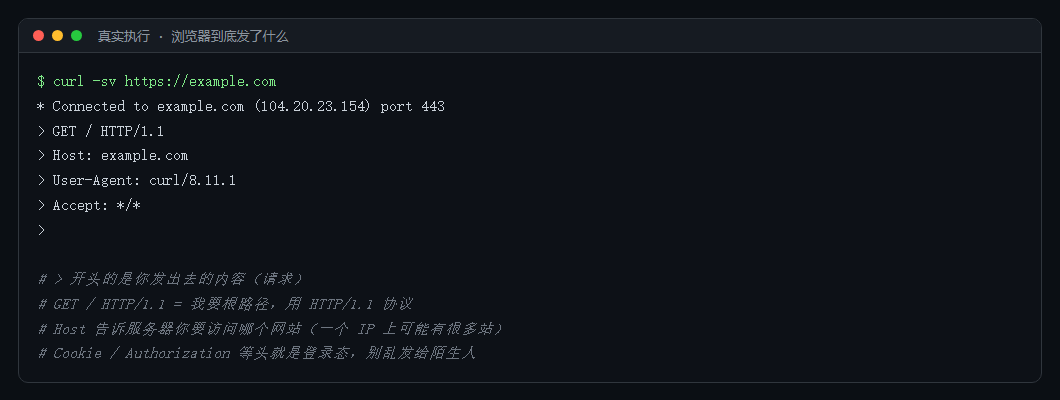 真实执行 · 浏览器到底发了什么
$ curl -sv https://example.com
* Connected to example.com (104.20.23.154) port 443
> GET / HTTP/1.1
> Host: example.com
> User-Agent: curl/8.11.1
> Accept: */*
>
# > 开头的是你发出去的内容（请求）
# GET / HTTP/1.1 = 我要根路径，用 HTTP/1.1 协议
# Host 告诉服务器你要访问哪个网站（一个 IP 上可能有很多站）
# Cookie / Authorization 等头就是登录态，别乱发给陌生人